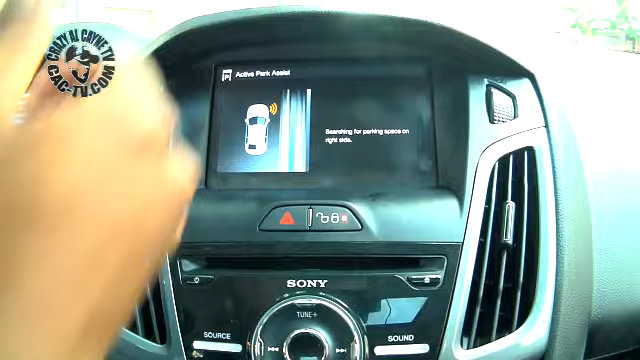 CRAZY AL CAYNE TV
CAC-TV.COM
Active Park Assist
Searching for parking space on
right side.
SONY
TUNE+
SOURCE
SOUND